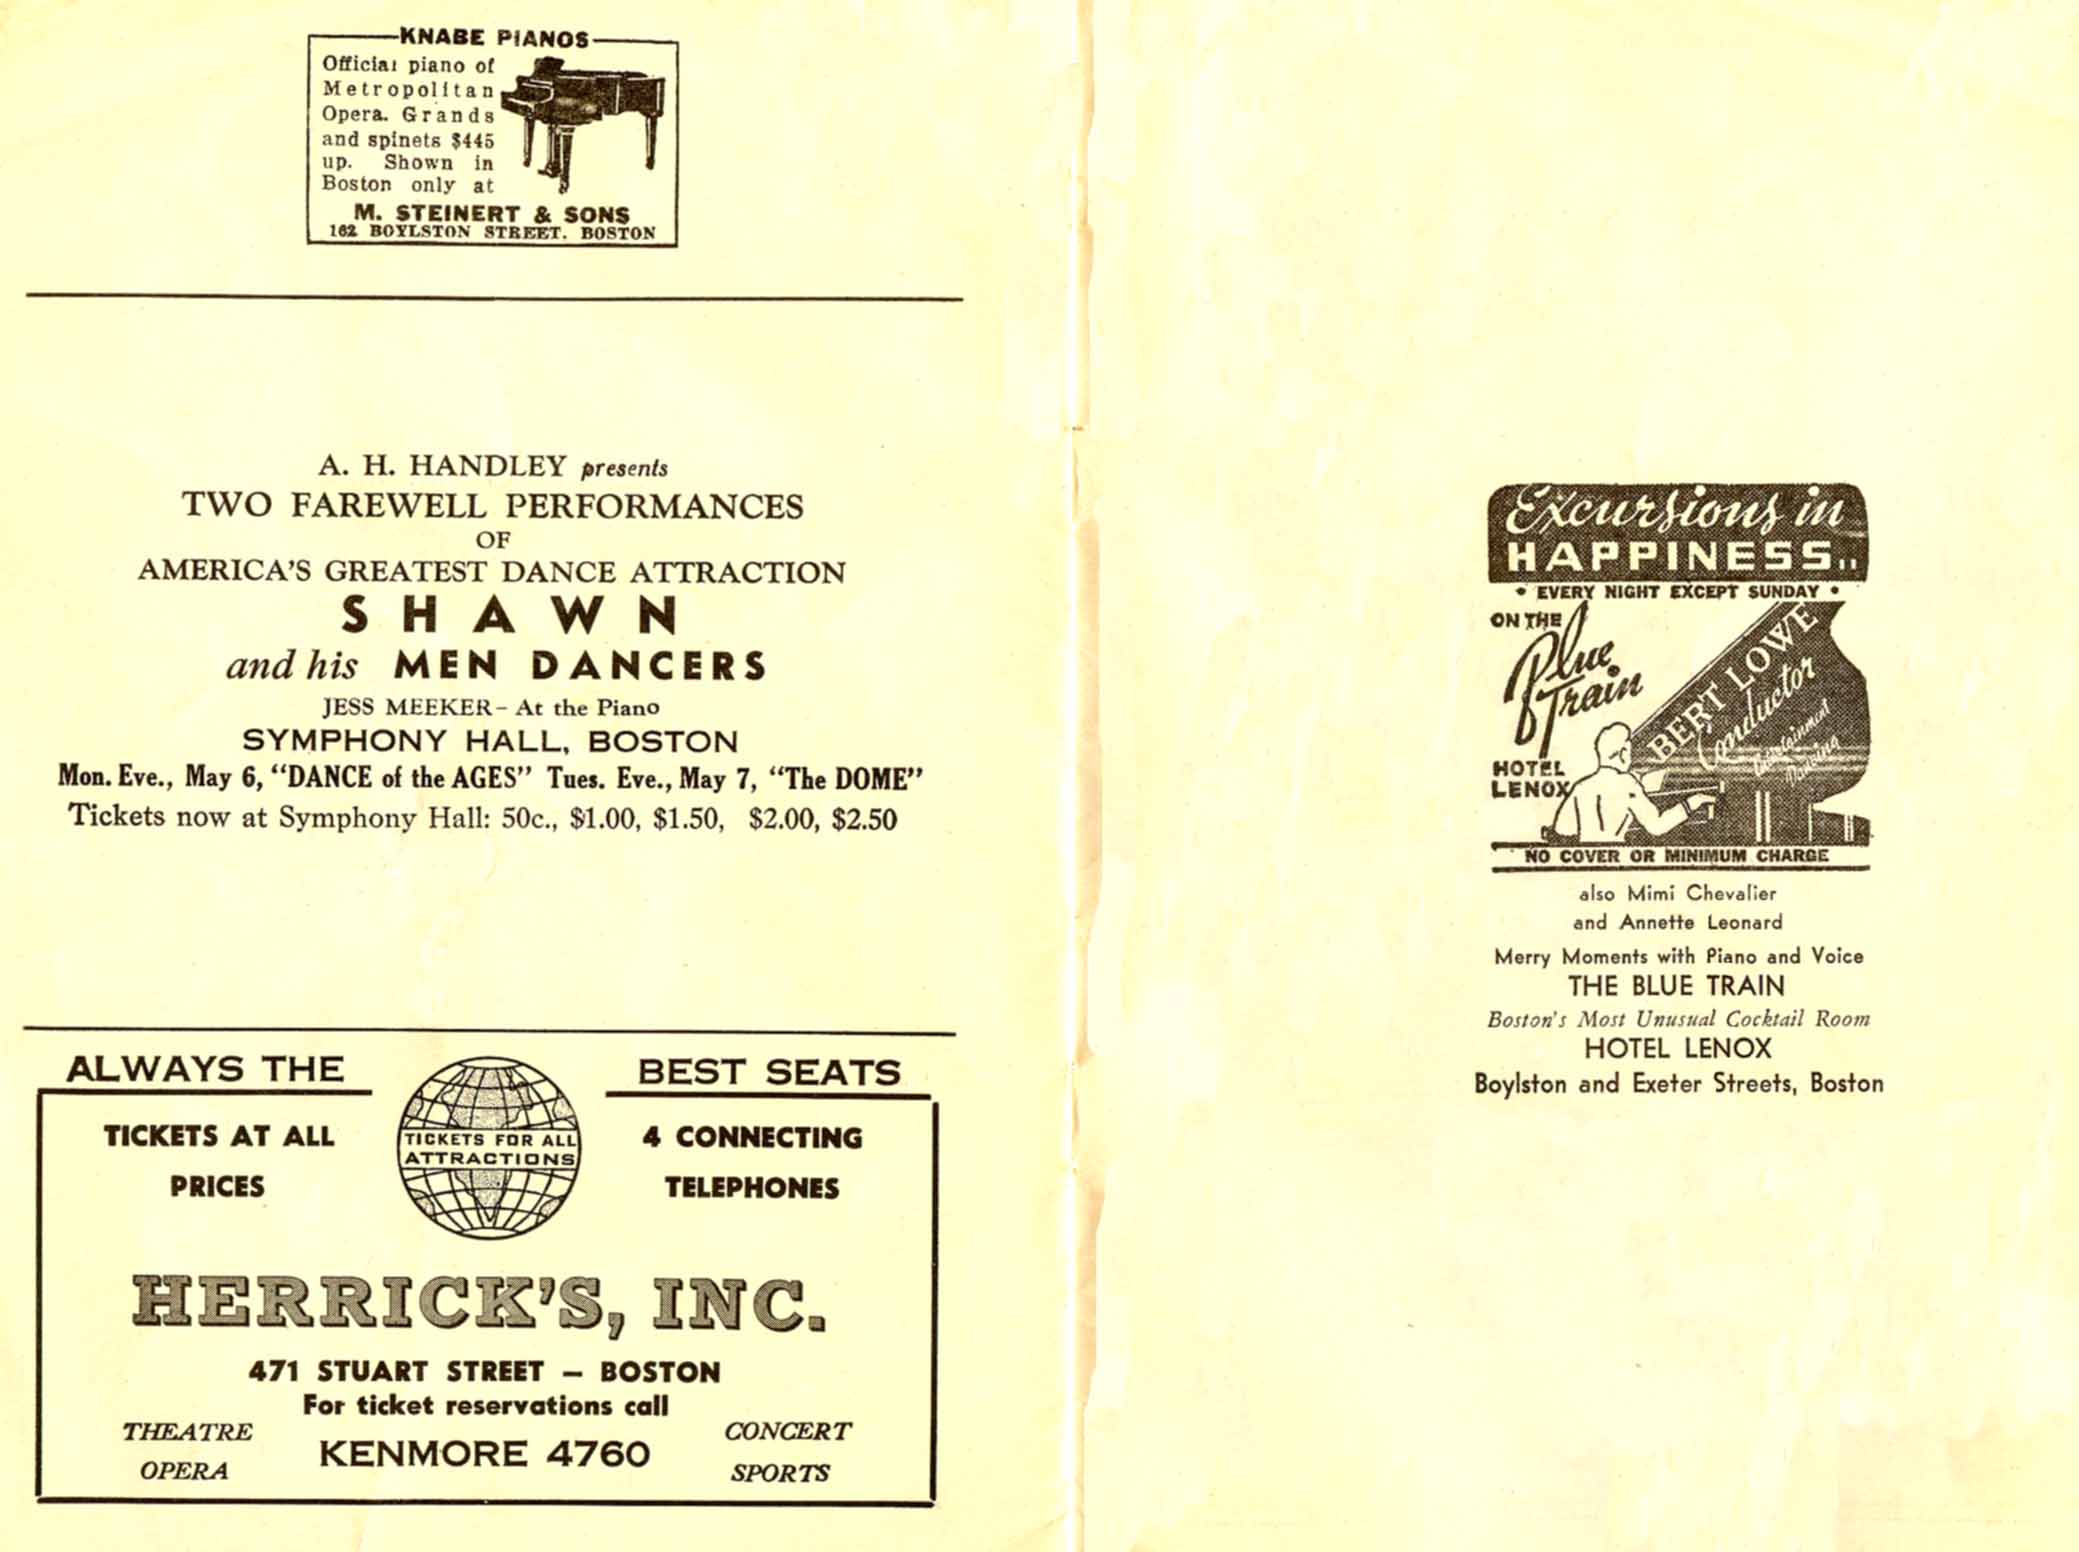 KNABE PIANOS
Official piano of
Metropolitan
Opera. Grands
and spinets $445
up. Shown in
Boston only at
M. STEINERT & SONS
162 BOYLSTON STREET. BOSTON
A. H. HANDLEY presents
TWO FAREWELL PERFORMANCES
OF
AMERICA'S GREATEST DANCE ATTRACTION
SHAWN
and his MEN DANCERS
JESS MEEKER - At the Piano
SYMPHONY HALL, BOSTON
Mon. Eve., May 6, "DANCE of the AGES" Tues. Eve., May 7, "The DOME"
Tickets now at Symphony Hall: 50c., $1.00, $1.50, $2.00, $2.50
ALWAYS THE BEST SEATS
TICKETS AT ALL
PRICES
TICKETS FOR ALL
ATTRACTIONS
4 CONNECTING
TELEPHONES
HERRICK'S, INC.
471 STUART STREET – BOSTON
For ticket reservations call
THEATRE
OPERA
KENMORE 4760
CONCERT
SPORTS
Excursions in
HAPPINESS..
• EVERY NIGHT EXCEPT SUNDAY •
ON THE
Blue
Train
HOTEL
LENOX
BERT LOWE
Conductor
Entertainment
Dancing
NO COVER OR MINIMUM CHARGE
also Mimi Chevalier
and Annette Leonard
Merry Moments with Piano and Voice
THE BLUE TRAIN
Boston's Most Unusual Cocktail Room
HOTEL LENOX
Boylston and Exeter Streets, Boston